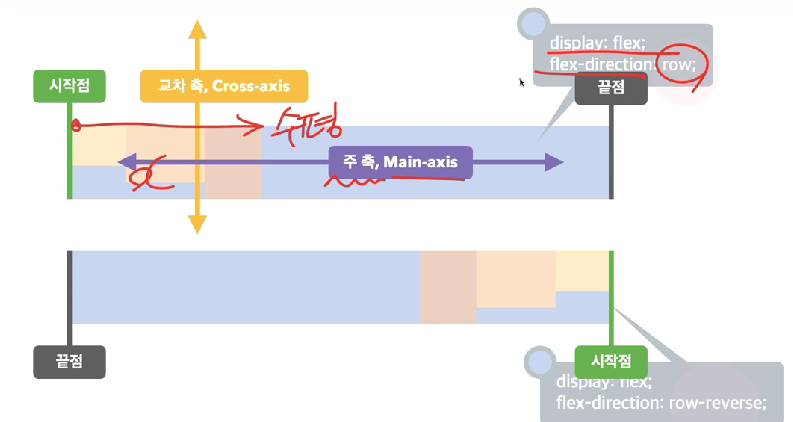 display: flex;
flex-direction: row;
시작점
교차 축, Cross-axis
끝점
수평
주 축, Main-axis
끝점
시작점
display: flex;
flex-direction: row-reverse;